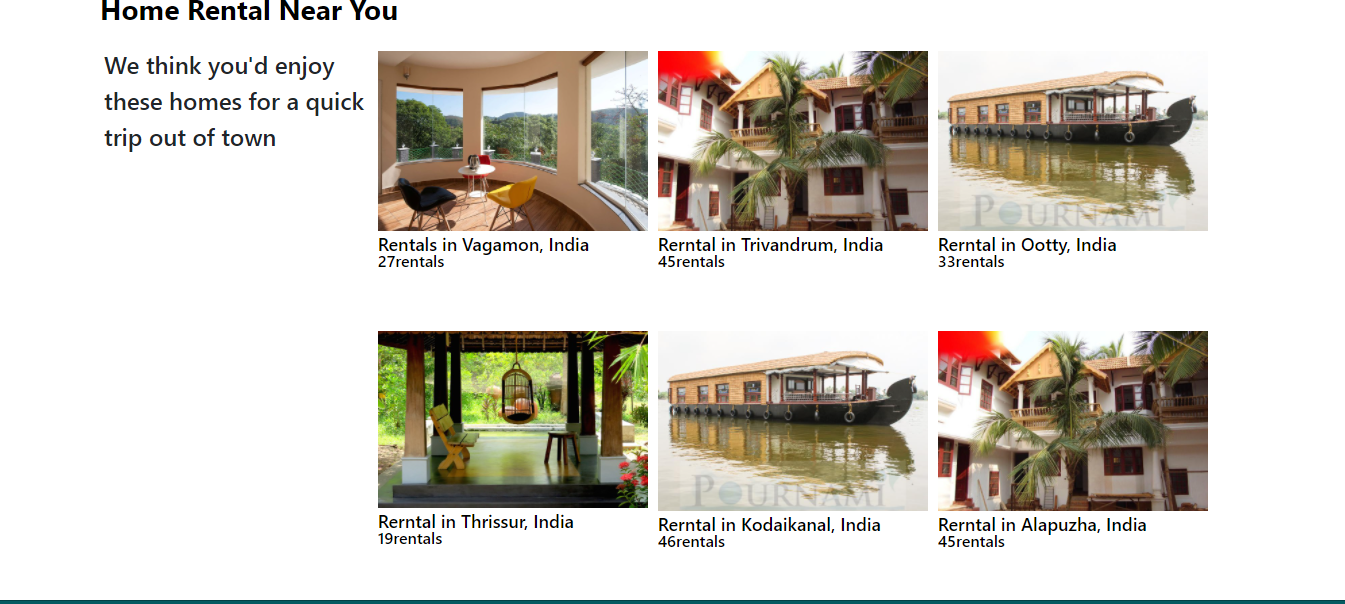 Home Rental Near You
We think you'd enjoy
these homes for a quick
trip out of town
Rentals in Vagamon, India
27rentals
Rerntal in Trivandrum, India
45rentals
POURNAMI
Rerntal in Ootty, India
33rentals
Rerntal in Thrissur, India
19rentals
POURNAMI
Rerntal in Kodaikanal, India
46rentals
Rerntal in Alapuzha, India
45rentals